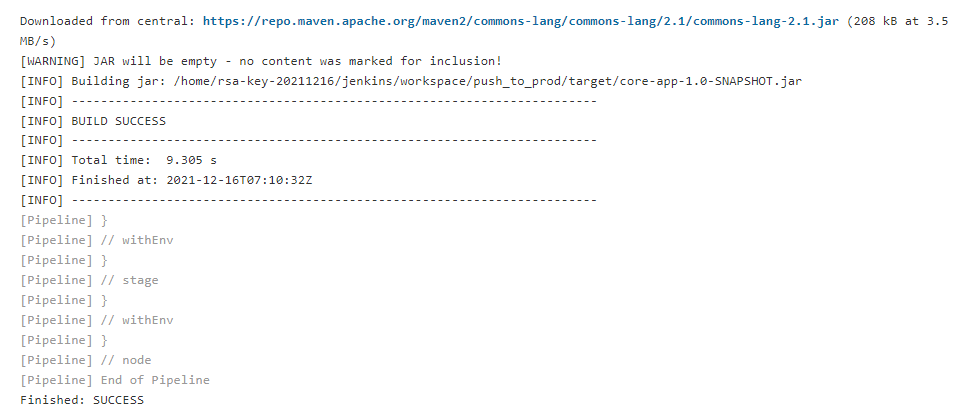 Downloaded from central: https://repo.maven.apache.org/maven2/commons-lang/commons-lang/2.1/commons-lang-2.1.jar (208 kB at 3.5
MB/s)
[WARNING] JAR will be empty - no content was marked for inclusion!
[INFO] Building jar: /home/rsa-key-20211216/jenkins/workspace/push_to_prod/target/core-app-1.0-SNAPSHOT.jar
[INFO] ------------------------------------------------------------------------
[INFO] BUILD SUCCESS
[INFO] ------------------------------------------------------------------------
[INFO] Total time:  9.305 s
[INFO] Finished at: 2021-12-16T07:10:32Z
[INFO] ------------------------------------------------------------------------
[Pipeline] }
[Pipeline] // withEnv
[Pipeline] }
[Pipeline] // stage
[Pipeline] }
[Pipeline] // withEnv
[Pipeline] }
[Pipeline] // node
[Pipeline] End of Pipeline
Finished: SUCCESS